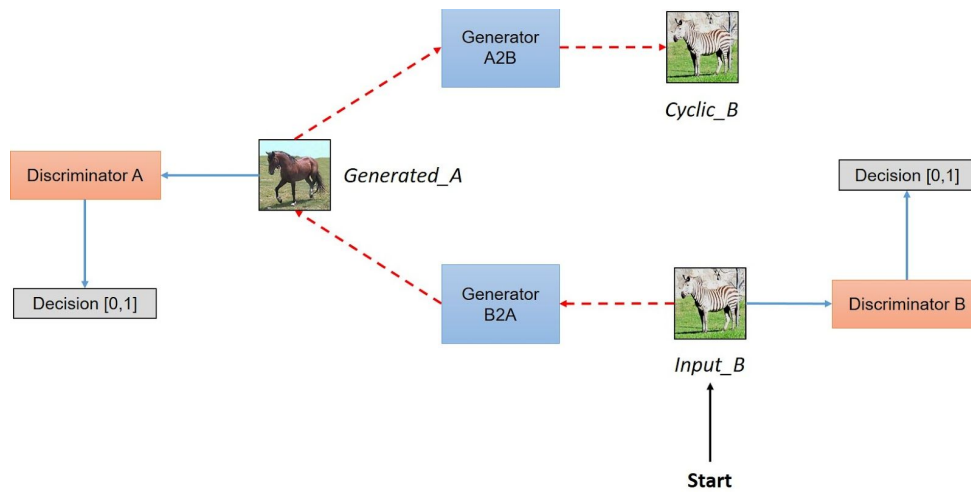 Generator
A2B
Cyclic_B
Discriminator A
Generated_A
Decision [0,1]
Decision [0,1]
Generator
B2A
Discriminator B
Input_B
Start